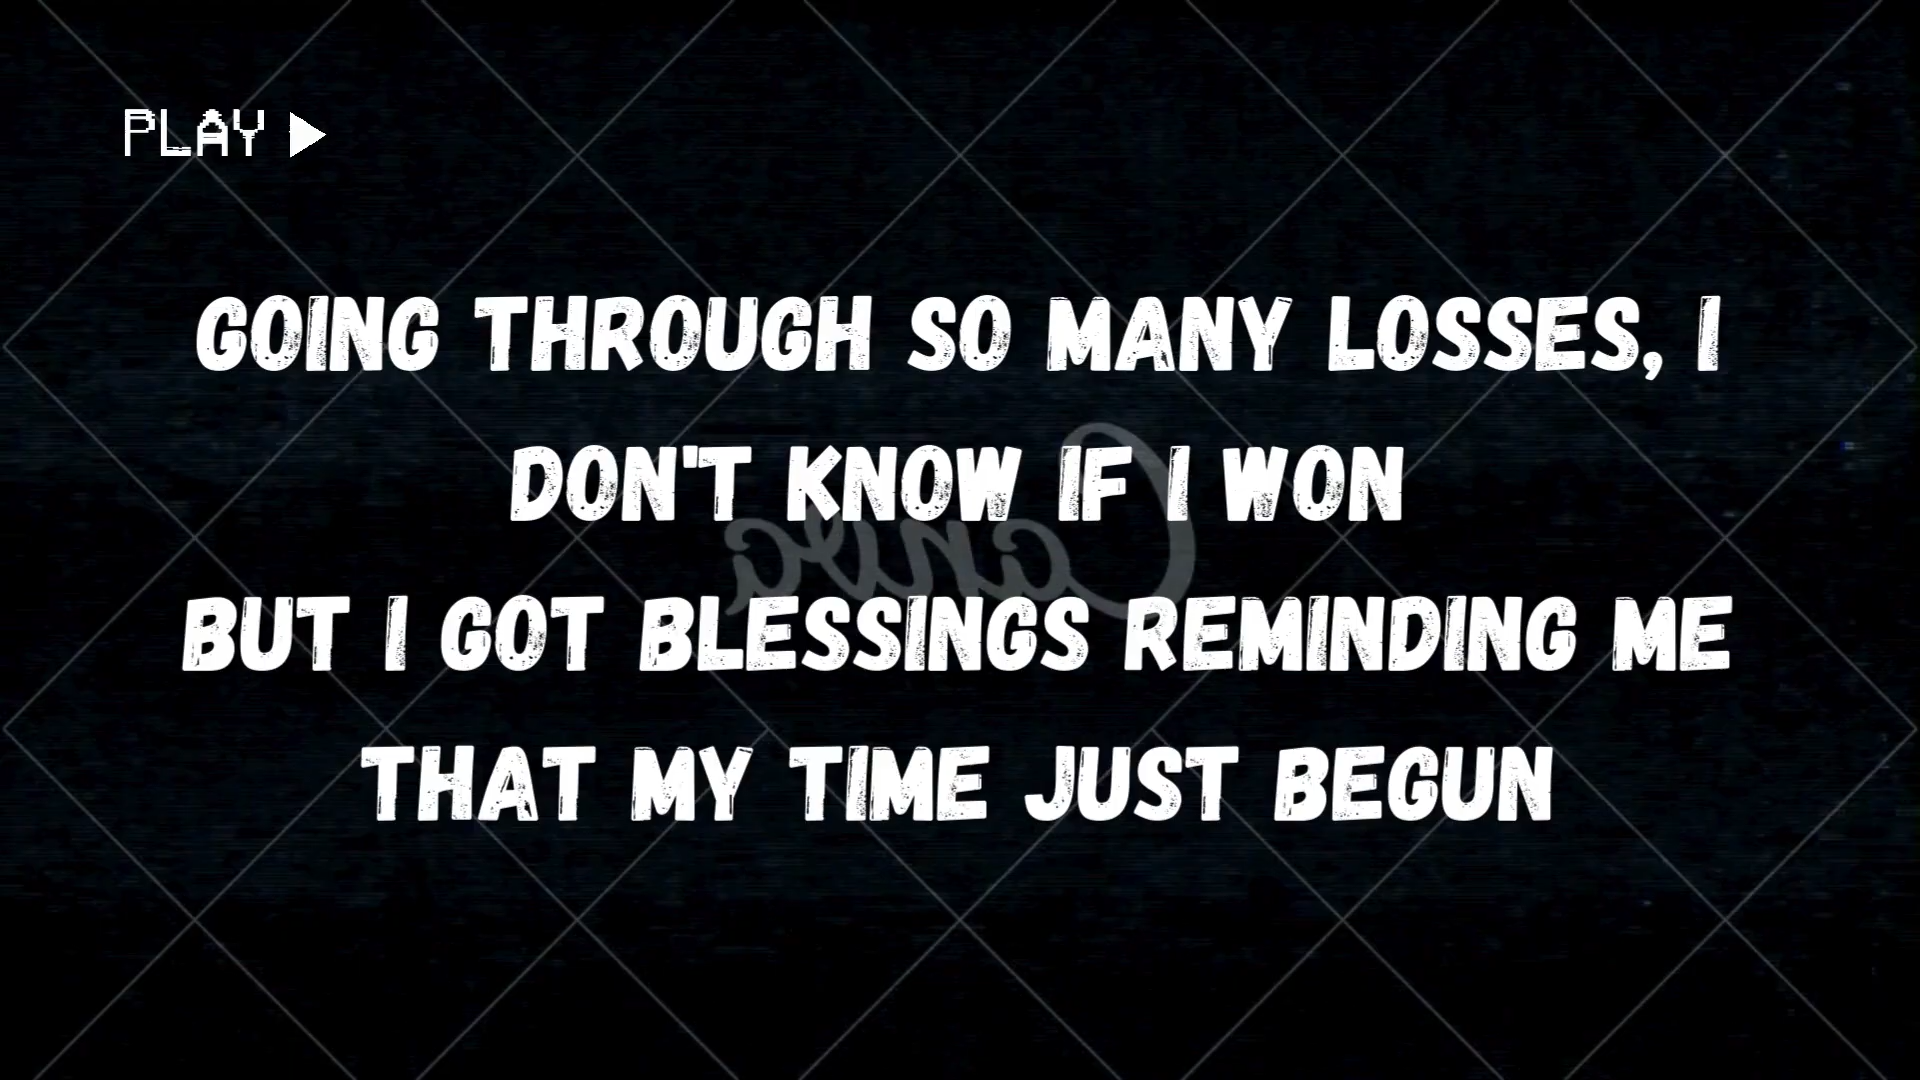 PLAY
GOING THROUGH SO MANY LOSSES, I
DON'T KNOW IF I WON
Canva
BUT I GOT BLESSINGS REMINDING ME
THAT MY TIME JUST BEGUN